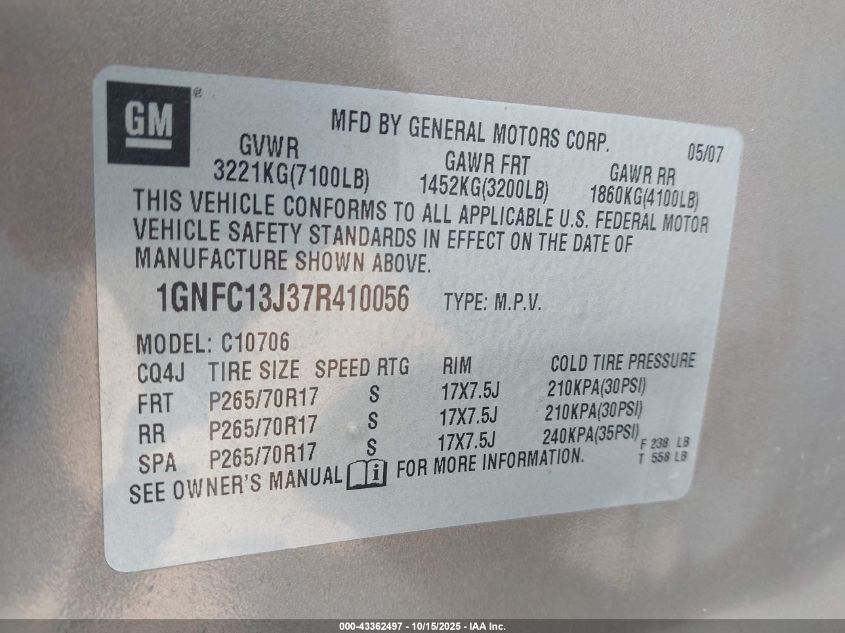 GM ®
MFD BY GENERAL MOTORS CORP.
05/07
GVWR GAWR FRT GAWR RR
3221KG(7100LB) 1452KG(3200LB) 1860KG(4100LB)
THIS VEHICLE CONFORMS TO ALL APPLICABLE U.S. FEDERAL MOTOR
VEHICLE SAFETY STANDARDS IN EFFECT ON THE DATE OF
MANUFACTURE SHOWN ABOVE.
1GNFC13J37R410056 TYPE: M.P.V.
MODEL: C10706
CQ4J TIRE SIZE SPEED RTG RIM COLD TIRE PRESSURE
FRT P265/70R17 S 17X7.5J 210KPA(30PSI)
RR P265/70R17 S 17X7.5J 210KPA(30PSI)
SPA P265/70R17 S 17X7.5J 240KPA(35PSI)
SEE OWNER'S MANUAL i FOR MORE INFORMATION.
F 238 LB
T 558 LB
000-43362497 - 10/15/2025 - IAA Inc.